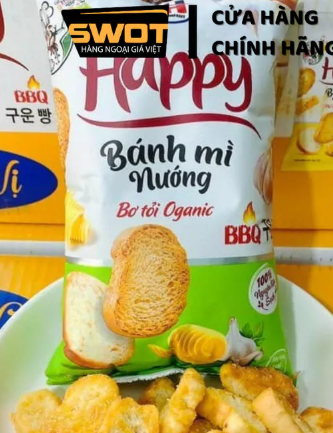 SWOT
HÀNG NGOẠI GIÁ VIỆT
CỬA HÀNG
CHÍNH HÃNG
Happy
BBQ
구운 빵
Bánh mì
Nướng
Bơ tỏi Oganic
BBQ
100%